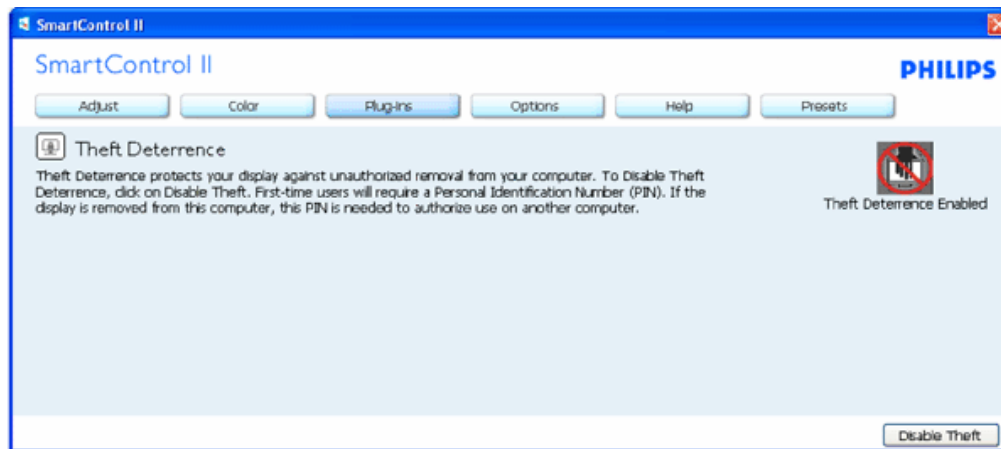 SmartControl II
SmartControl II
PHILIPS
Adjust Color Plug-Ins Options Help Presets
Theft Deterrence
Theft Deterrence protects your display against unauthorized removal from your computer. To Disable Theft
Deterrence, click on Disable Theft. First-time users will require a Personal Identification Number (PIN). If the
display is removed from this computer, this PIN is needed to authorize use on another computer.
Theft Deterrence Enabled
Disable Theft